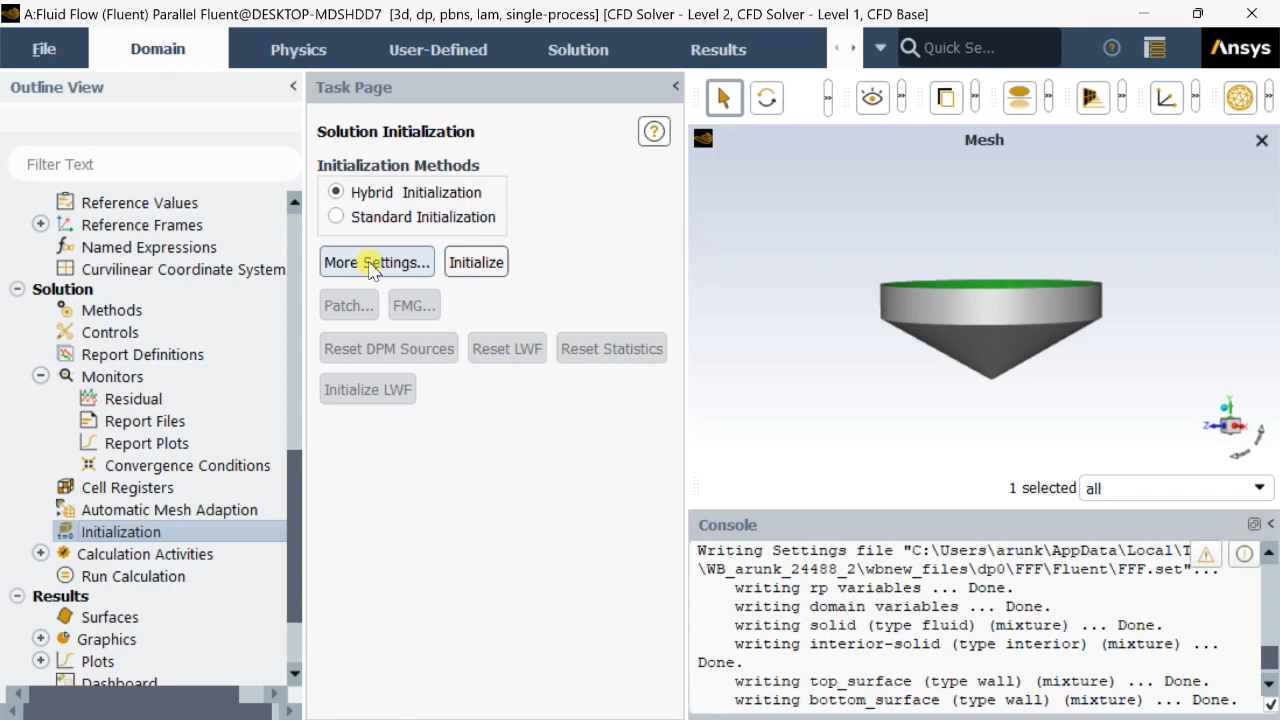 A:Fluid Flow (Fluent) Parallel Fluent@DESKTOP-MDSHDD7 [3d, dp, pbns, lam, single-process] [CFD Solver - Level 2, CFD Solver - Level 1, CFD Base]
File Domain Physics User-Defined Solution Results Quick Se... Ansys
Outline View
Filter Text
Reference Values
Reference Frames
Named Expressions
Curvilinear Coordinate System
Solution
Methods
Controls
Report Definitions
Monitors
Residual
Report Files
Report Plots
Convergence Conditions
Cell Registers
Automatic Mesh Adaption
Initialization
Calculation Activities
Run Calculation
Results
Surfaces
Graphics
Plots
Dashboard
Task Page
Solution Initialization
Initialization Methods
Hybrid Initialization
Standard Initialization
More Settings... Initialize
Patch... FMG...
Reset DPM Sources Reset LWF Reset Statistics
Initialize LWF
Mesh
Y
Z X
1 selected all
Console
Writing Settings file "C:\Users\arunk\AppData\Local\T
\WB_arunk_24488_2\wbnew_files\dp0\FFF\Fluent\FFF.set"...
writing rp variables ... Done.
writing domain variables ... Done.
writing solid (type fluid) (mixture) ... Done.
writing interior-solid (type interior) (mixture) ...
Done.
writing top_surface (type wall) (mixture) ... Done.
writing bottom_surface (type wall) (mixture) ... Done.